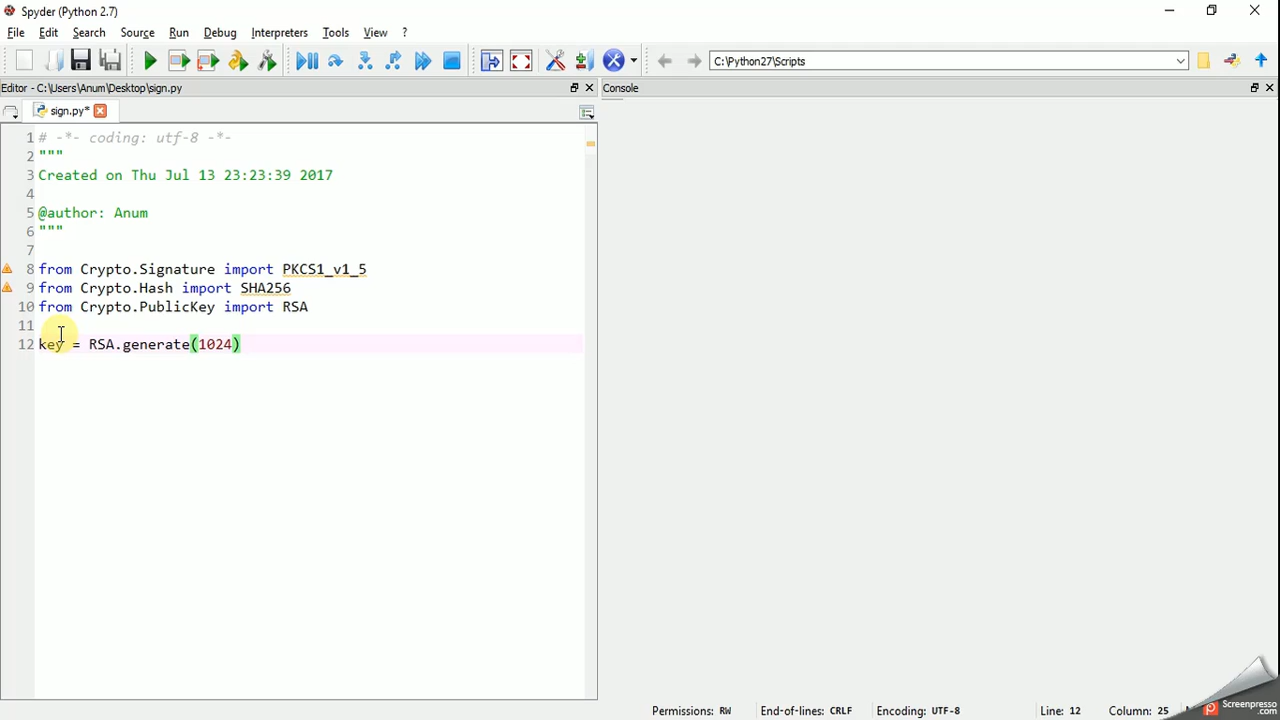 Spyder (Python 2.7)
File Edit Search Source Run Debug Interpreters Tools View ?
C:\Python27\Scripts
Editor - C:\Users\Anum\Desktop\sign.py
Console
sign.py*
1 # -*- coding: utf-8 -*-
2 """
3 Created on Thu Jul 13 23:23:39 2017
4
5 @author: Anum
6 """
7
8 from Crypto.Signature import PKCS1_v1_5
9 from Crypto.Hash import SHA256
10 from Crypto.PublicKey import RSA
11
12 key = RSA.generate(1024)
Permissions: RW End-of-lines: CRLF Encoding: UTF-8 Line: 12 Column: 25
Screenpresso
.com